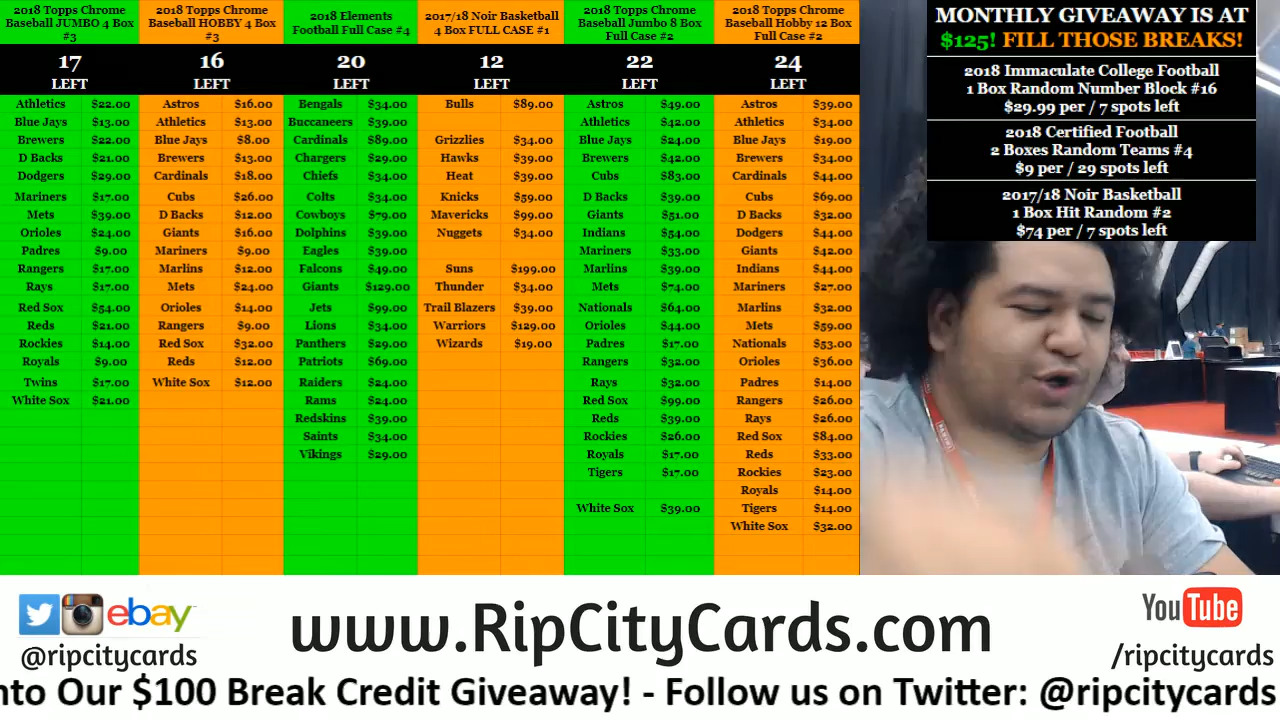 2018 Topps Chrome Baseball JUMBO 4 Box #3
17
LEFT
Athletics $22.00
Blue Jays $13.00
Brewers $22.00
D Backs $21.00
Dodgers $29.00
Mariners $17.00
Mets $39.00
Orioles $24.00
Padres $9.00
Rangers $17.00
Rays $17.00
Red Sox $54.00
Reds $21.00
Rockies $14.00
Royals $9.00
Twins $17.00
White Sox $21.00
2018 Topps Chrome Baseball HOBBY 4 Box #3
16
LEFT
Astros $16.00
Athletics $13.00
Blue Jays $8.00
Brewers $13.00
Cardinals $18.00
Cubs $26.00
D Backs $12.00
Giants $16.00
Mariners $9.00
Marlins $12.00
Mets $24.00
Orioles $14.00
Rangers $9.00
Red Sox $32.00
Reds $12.00
White Sox $12.00
2018 Elements Football Full Case #4
20
LEFT
Bengals $34.00
Buccaneers $39.00
Cardinals $89.00
Chargers $29.00
Chiefs $34.00
Colts $34.00
Cowboys $79.00
Dolphins $39.00
Eagles $39.00
Falcons $49.00
Giants $129.00
Jets $99.00
Lions $34.00
Panthers $29.00
Patriots $69.00
Raiders $24.00
Rams $24.00
Redskins $39.00
Saints $34.00
Vikings $29.00
2017/18 Noir Basketball 4 Box FULL CASE #1
12
LEFT
Bulls $89.00
Grizzlies $34.00
Hawks $39.00
Heat $39.00
Knicks $59.00
Mavericks $99.00
Nuggets $34.00
Suns $199.00
Thunder $34.00
Trail Blazers $39.00
Warriors $129.00
Wizards $19.00
2018 Topps Chrome Baseball Jumbo 8 Box Full Case #2
22
LEFT
Astros $49.00
Athletics $42.00
Blue Jays $24.00
Brewers $42.00
Cubs $83.00
D Backs $39.00
Giants $51.00
Indians $54.00
Mariners $33.00
Marlins $39.00
Mets $74.00
Nationals $64.00
Orioles $44.00
Padres $17.00
Rangers $32.00
Rays $32.00
Red Sox $99.00
Reds $39.00
Rockies $26.00
Royals $17.00
Tigers $17.00
White Sox $39.00
2018 Topps Chrome Baseball Hobby 12 Box Full Case #2
24
LEFT
Astros $39.00
Athletics $34.00
Blue Jays $19.00
Brewers $34.00
Cardinals $44.00
Cubs $69.00
D Backs $32.00
Dodgers $44.00
Giants $42.00
Indians $44.00
Mariners $27.00
Marlins $32.00
Mets $59.00
Nationals $53.00
Orioles $36.00
Padres $14.00
Rangers $26.00
Rays $26.00
Red Sox $84.00
Reds $33.00
Rockies $23.00
Royals $14.00
Tigers $14.00
White Sox $32.00
MONTHLY GIVEAWAY IS AT
$125! FILL THOSE BREAKS!
2018 Immaculate College Football
1 Box Random Number Block #16
$29.99 per / 7 spots left
2018 Certified Football
2 Boxes Random Teams #4
$9 per / 29 spots left
2017/18 Noir Basketball
1 Box Hit Random #2
$74 per / 7 spots left
ebay
@ripcitycards
www.RipCityCards.com
YouTube
/ripcitycards
nto Our $100 Break Credit Giveaway! - Follow us on Twitter: @ripcitycards